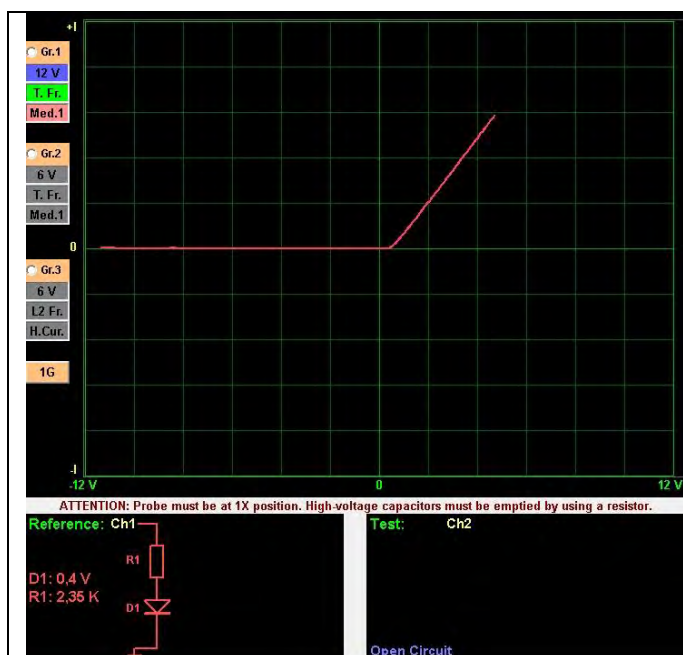 +I
Gr.1
12 V
T. Fr.
Med.1
Gr.2
6 V
T. Fr.
Med.1
0
Gr.3
6 V
L2 Fr.
H.Cur.
1G
-I
-12 V
0
12 V
ATTENTION: Probe must be at 1X position. High-voltage capacitors must be emptied by using a resistor.
Reference: Ch1
R1
D1: 0,4 V
R1: 2,35 K
D1
Test: Ch2
Open Circuit